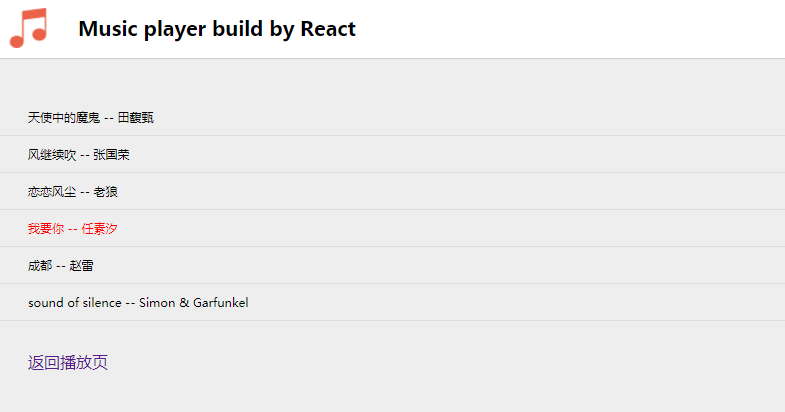 Music player build by React
天使中的魔鬼 -- 田馥甄
风继续吹 -- 张国荣
恋恋风尘 -- 老狼
我要你 -- 任素汐
成都 -- 赵雷
sound of silence -- Simon & Garfunkel
返回播放页